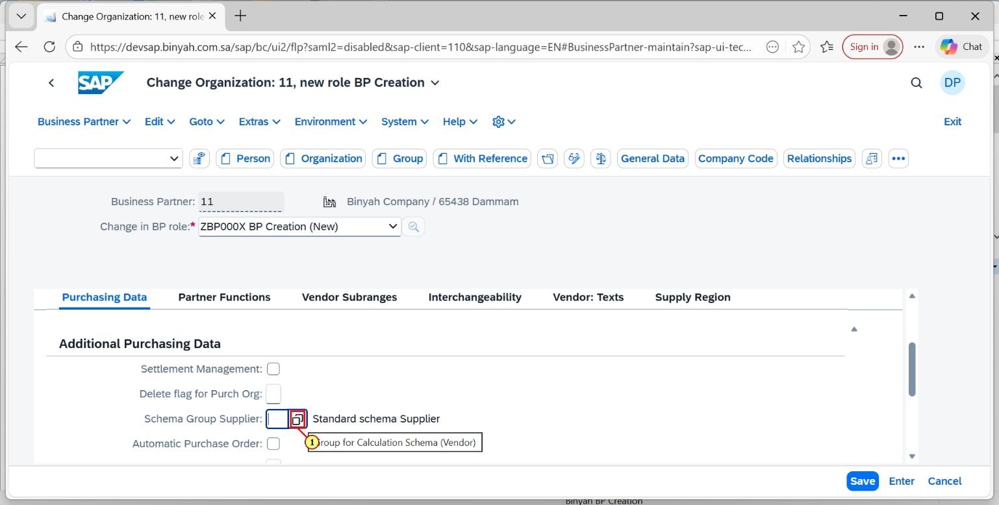 Change Organization: 11, new role
https://devsap.binyah.com.sa/sap/bc/ui2/flp?saml2=disabled&sap-client=110&sap-language=EN#BusinessPartner-maintain?sap-ui-tec...
Sign in
Chat
SAP
Change Organization: 11, new role BP Creation
DP
Business Partner
Edit
Goto
Extras
Environment
System
Help
Exit
Person
Organization
Group
With Reference
General Data
Company Code
Relationships
Business Partner: 11
Binyah Company / 65438 Dammam
Change in BP role:* ZBP000X BP Creation (New)
Purchasing Data
Partner Functions
Vendor Subranges
Interchangeability
Vendor: Texts
Supply Region
Additional Purchasing Data
Settlement Management:
Delete flag for Purch Org:
Schema Group Supplier:
Standard schema Supplier
Automatic Purchase Order:
1
roup for Calculation Schema (Vendor)
Save
Enter
Cancel
Binyah BP Creation